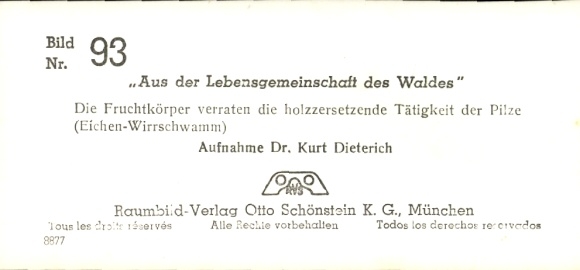 Bild
Nr. 93
„Aus der Lebensgemeinschaft des Waldes"
Die Fruchtkörper verraten die holzzersetzende Tätigkeit der Pilze
(Eichen-Wirrschwamm)
Aufnahme Dr. Kurt Dieterich
RVS
Raumbild-Verlag Otto Schönstein K. G., München
Tous les droits réservés Alle Rechte vorbehalten Todos los derechos reservados
8877